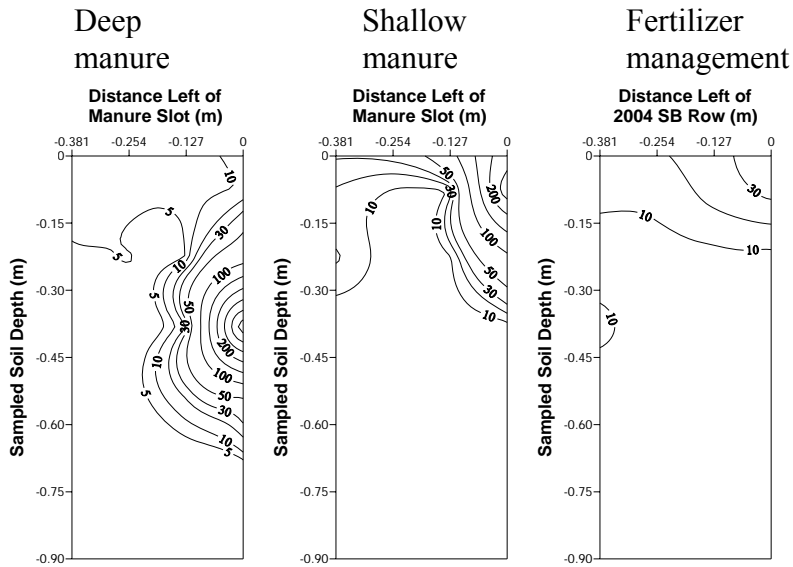 Deep
manure
Distance Left of
Manure Slot (m)
-0.381 -0.254 -0.127 0
Sampled Soil Depth (m)
0
-0.15
-0.30
-0.45
-0.60
-0.75
-0.90
10
5
30
5
10
100
5
50
30
200
10
100
5
50
30
10
5
Shallow
manure
Distance Left of
Manure Slot (m)
-0.381 -0.254 -0.127 0
Sampled Soil Depth (m)
0
-0.15
-0.30
-0.45
-0.60
-0.75
-0.90
50
30
200
10
10
100
50
30
10
Fertilizer
management
Distance Left of
2004 SB Row (m)
-0.381 -0.254 -0.127 0
Sampled Soil Depth (m)
0
-0.15
-0.30
-0.45
-0.60
-0.75
-0.90
30
10
10
10